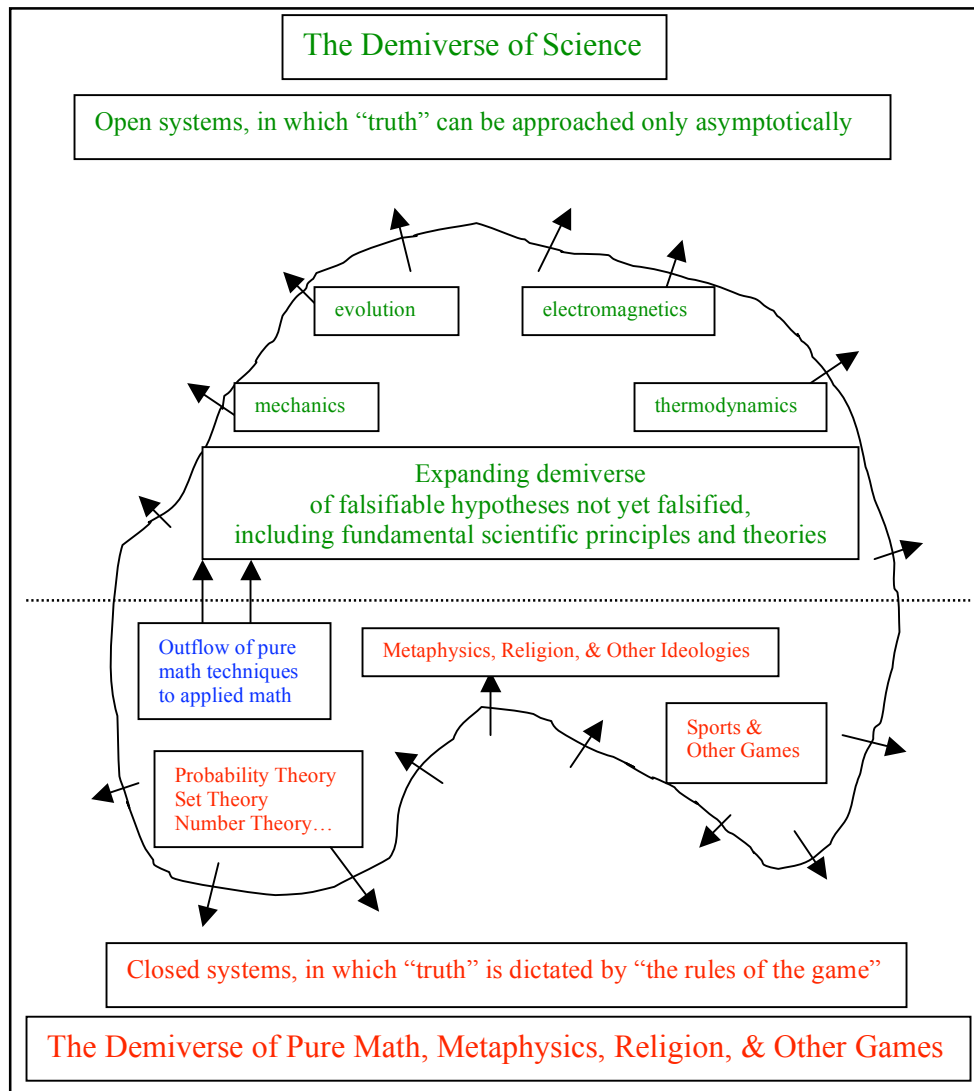 The Demiverse of Science
Open systems, in which “truth” can be approached only asymptotically
evolution
electromagnetics
mechanics
thermodynamics
Expanding demiverse
of falsifiable hypotheses not yet falsified,
including fundamental scientific principles and theories
Outflow of pure
math techniques
to applied math
Metaphysics, Religion, & Other Ideologies
Sports &
Other Games
Probability Theory
Set Theory
Number Theory…
Closed systems, in which “truth” is dictated by “the rules of the game”
The Demiverse of Pure Math, Metaphysics, Religion, & Other Games